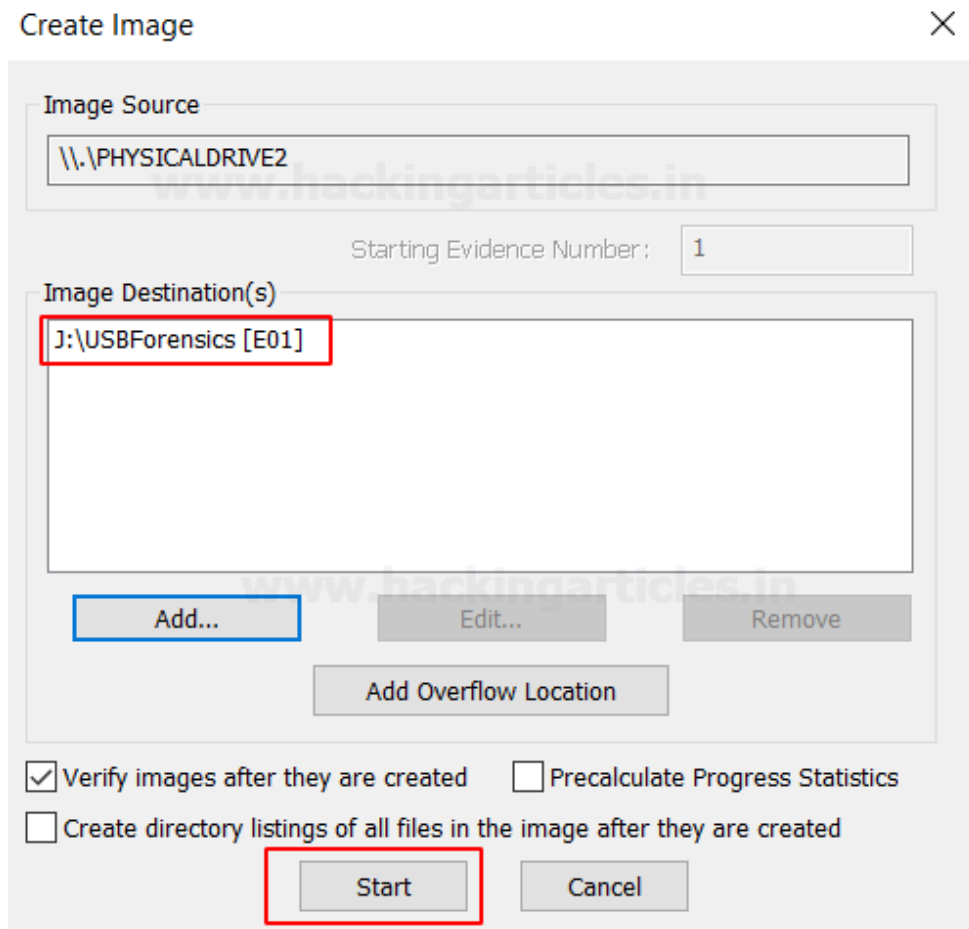 Create Image
Image Source
\\.\PHYSICALDRIVE2
www.hackingarticles.in
Starting Evidence Number:
1
Image Destination(s)
J:\USBForensics [E01]
www.hackingarticles.in
Add... Edit... Remove
Add Overflow Location
Verify images after they are created Precalculate Progress Statistics
Create directory listings of all files in the image after they are created
Start Cancel